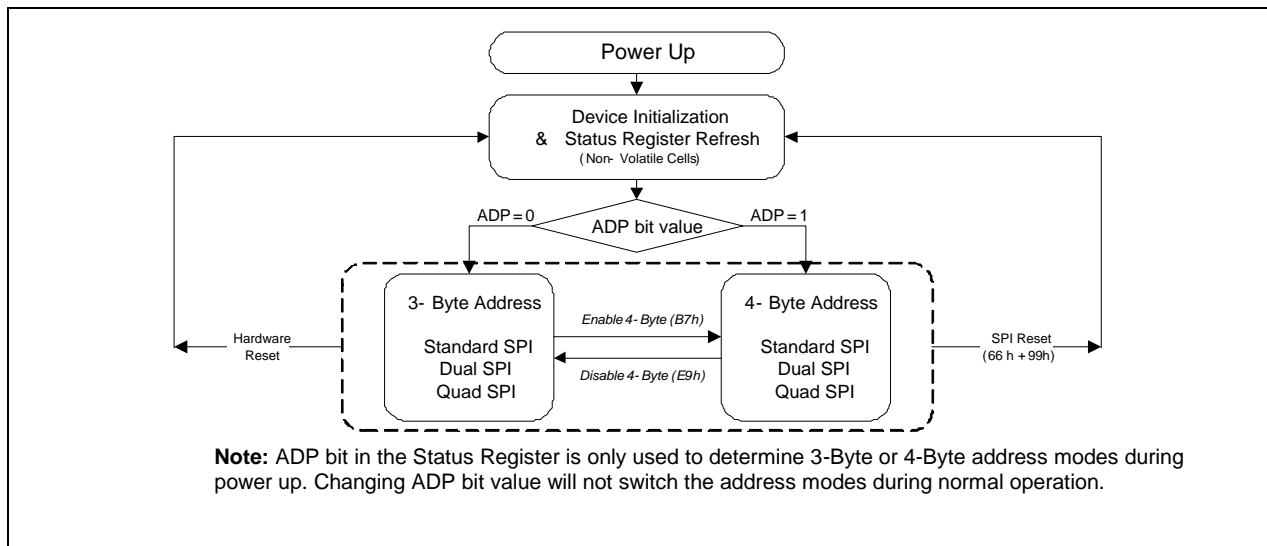 Power Up
Device Initialization
& Status Register Refresh
( Non- Volatile Cells)
ADP = 0
ADP bit value
ADP = 1
3- Byte Address
Standard SPI
Dual SPI
Quad SPI
Enable 4- Byte (B7h)
Disable 4- Byte (E9h)
4- Byte Address
Standard SPI
Dual SPI
Quad SPI
Hardware
Reset
SPI Reset
(66 h + 99h)
Note: ADP bit in the Status Register is only used to determine 3-Byte or 4-Byte address modes during
power up. Changing ADP bit value will not switch the address modes during normal operation.